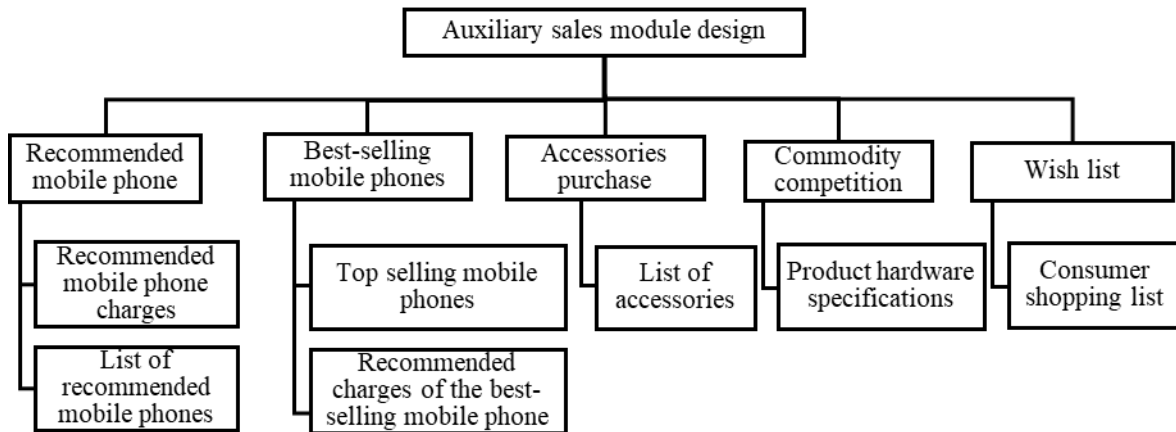 Auxiliary sales module design
Recommended
mobile phone
Best-selling
mobile phones
Accessories
purchase
Commodity
competition
Wish list
Recommended
mobile phone
charges
List of
recommended
mobile phones
Top selling mobile
phones
Recommended
charges of the best-
selling mobile phone
List of
accessories
Product hardware
specifications
Consumer
shopping list